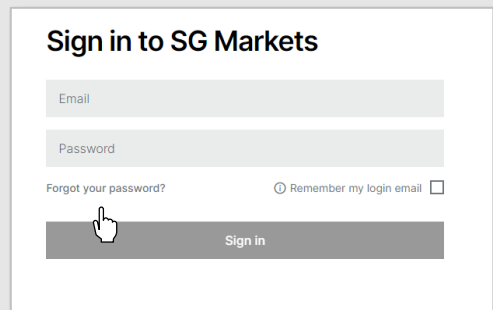 Sign in to SG Markets
Email
Password
Forgot your password? Remember my login email
Sign in